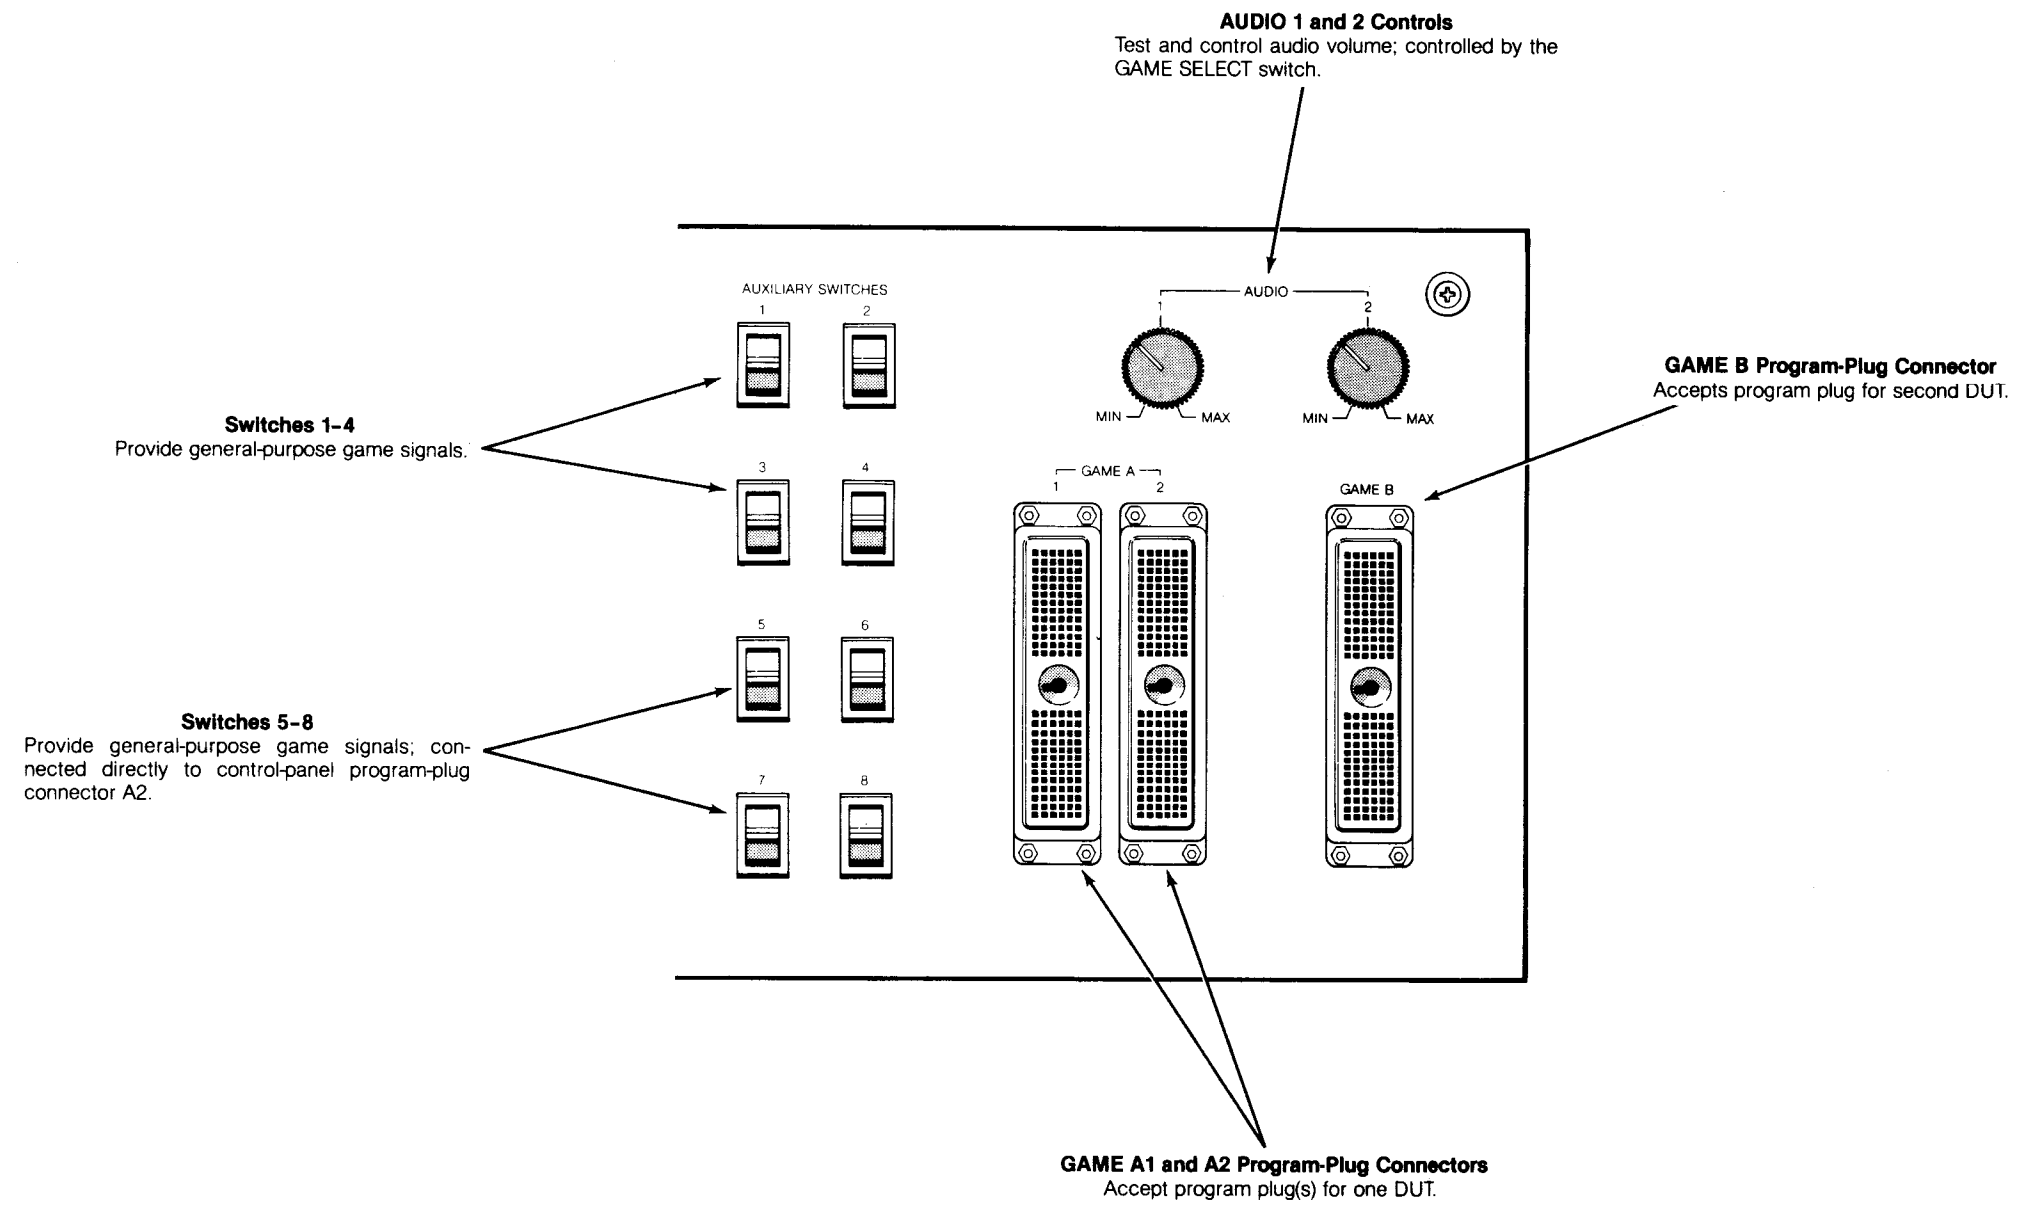 AUDIO 1 and 2 Controls
Test and control audio volume; controlled by the
GAME SELECT switch.
AUXILIARY SWITCHES
1 2
AUDIO
1 2
MIN MAX
MIN MAX
GAME B Program-Plug Connector
Accepts program plug for second DUT.
Switches 1-4
Provide general-purpose game signals.
3 4
GAME A
1 2
GAME B
5 6
Switches 5-8
Provide general-purpose game signals; con-
nected directly to control-panel program-plug
connector A2.
7 8
GAME A1 and A2 Program-Plug Connectors
Accept program plug(s) for one DUT.